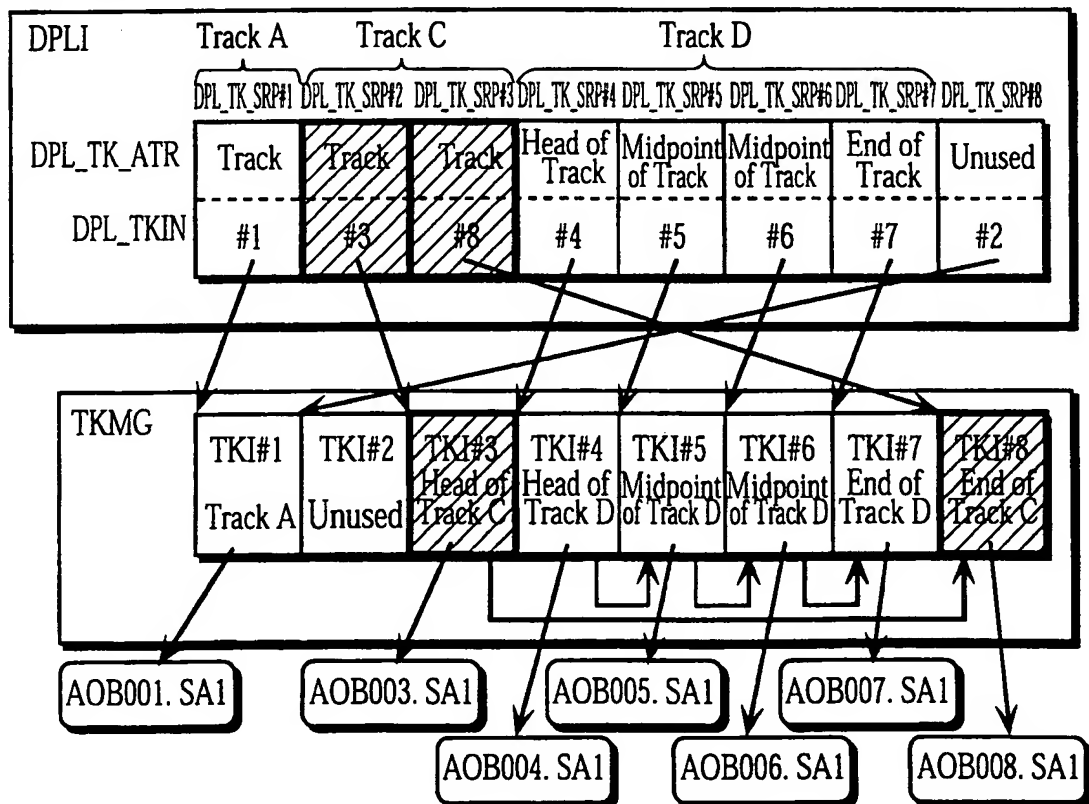 DPLI
Track A Track C Track D
DPL_TK_SRP#1 DPL_TK_SRP#2 DPL_TK_SRP#3 DPL_TK_SRP#4 DPL_TK_SRP#5 DPL_TK_SRP#6 DPL_TK_SRP#7 DPL_TK_SRP#8
DPL_TK_ATR
Track
Track
Track
Head of
Track
Midpoint
of Track
Midpoint
of Track
End of
Track
Unused
DPL_TKIN
#1 #3 #8 #4 #5 #6 #7 #2
TKMG
TKI#1
Track A
TKI#2
Unused
TKI#3
Head of
Track C
TKI#4
Head of
Track D
TKI#5
Midpoint
of Track D
TKI#6
Midpoint
of Track D
TKI#7
End of
Track D
TKI#8
End of
Track C
AOB001. SA1
AOB003. SA1
AOB005. SA1
AOB007. SA1
AOB004. SA1
AOB006. SA1
AOB008. SA1